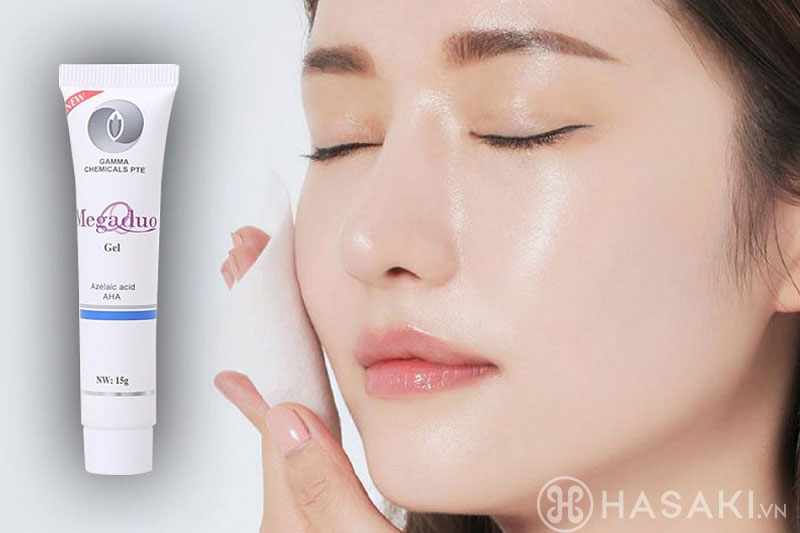 NEW
GAMMA
CHEMICALS PTE
Megaduo
Gel
Azelaic acid
AHA
NW: 15g
HASAKI.VN